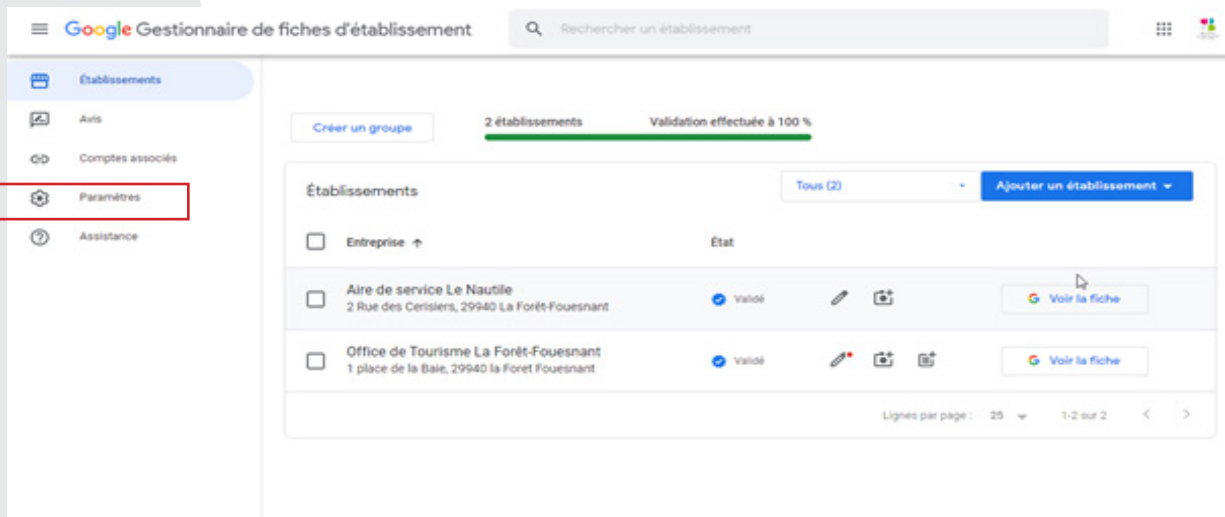 Google Gestionnaire de fiches d'établissement
Rechercher un établissement
Établissements
Avis
Comptes associés
Paramètres
Assistance
Créer un groupe
2 établissements
Validation effectuée à 100 %
Établissements
Tous (2)
Ajouter un établissement
Entreprise
État
Aire de service Le Nautile
2 Rue des Cerisiers, 29940 La Forêt-Fouesnant
Validé
G Voir la fiche
Office de Tourisme La Forêt-Fouesnant
1 place de la Baie, 29940 la Foret Fouesnant
Validé
G Voir la fiche
Lignes par page : 25
1-2 sur 2